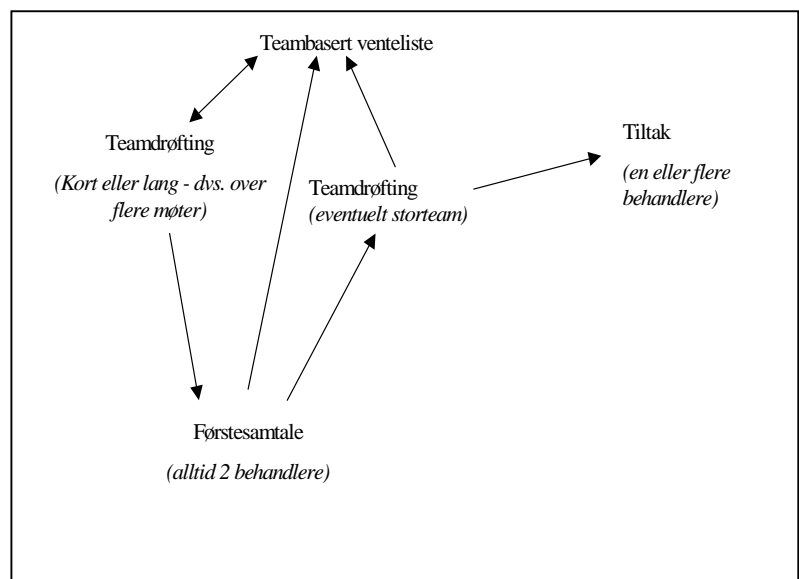 Teambasert venteliste
Teamdrøfting
(Kort eller lang - dvs. over
flere møter)
Teamdrøfting
(eventuelt storteam)
Tiltak
(en eller flere
behandlere)
Førstesamtale
(alltid 2 behandlere)